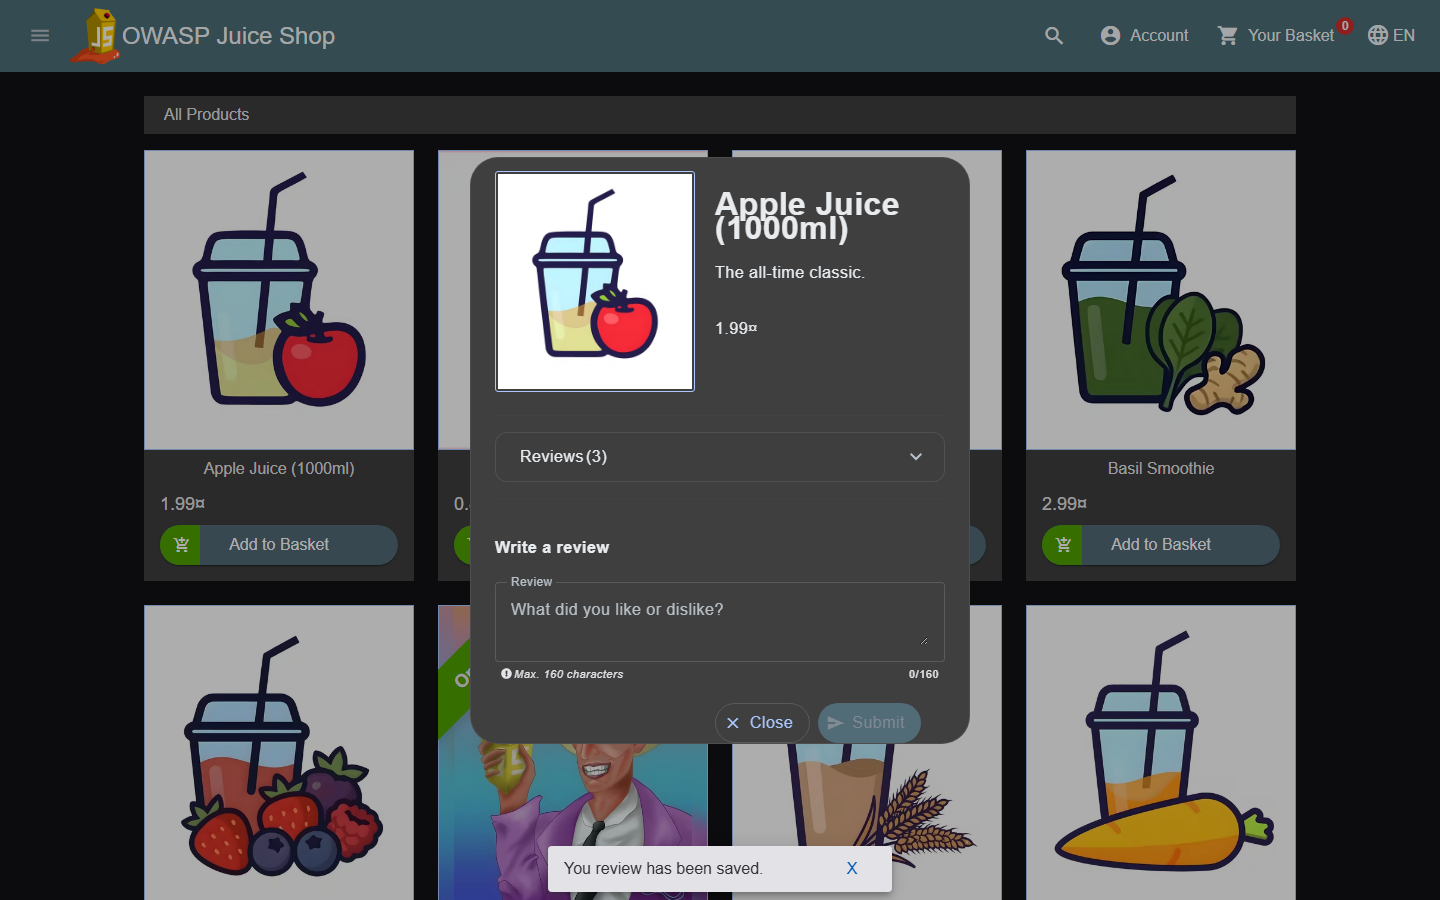 OWASP Juice Shop
Account
Your Basket
0
EN
All Products
Apple Juice
(1000ml)
The all-time classic.
1.99¤
Reviews (3)
Write a review
Review
What did you like or dislike?
Max. 160 characters
0/160
Close
Submit
Apple Juice (1000ml)
1.99¤
Add to Basket
0.
Basil Smoothie
2.99¤
Add to Basket
You review has been saved.
X